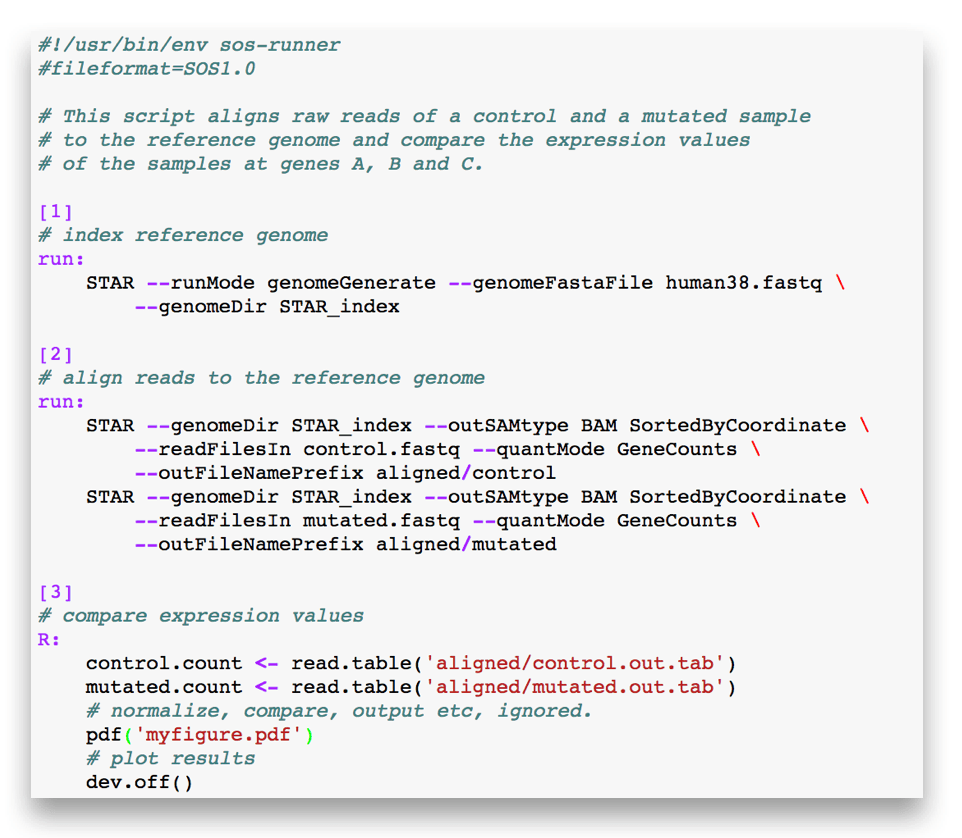 #!/usr/bin/env sos-runner
#fileformat=SOS1.0

# This script aligns raw reads of a control and a mutated sample
# to the reference genome and compare the expression values
# of the samples at genes A, B and C.

[1]
# index reference genome
run:
    STAR --runMode genomeGenerate --genomeFastaFile human38.fastq \
        --genomeDir STAR_index

[2]
# align reads to the reference genome
run:
    STAR --genomeDir STAR_index --outSAMtype BAM SortedByCoordinate \
        --readFilesIn control.fastq --quantMode GeneCounts \
        --outFileNamePrefix aligned/control
    STAR --genomeDir STAR_index --outSAMtype BAM SortedByCoordinate \
        --readFilesIn mutated.fastq --quantMode GeneCounts \
        --outFileNamePrefix aligned/mutated

[3]
# compare expression values
R:
    control.count <- read.table('aligned/control.out.tab')
    mutated.count <- read.table('aligned/mutated.out.tab')
    # normalize, compare, output etc, ignored.
    pdf('myfigure.pdf')
    # plot results
    dev.off()